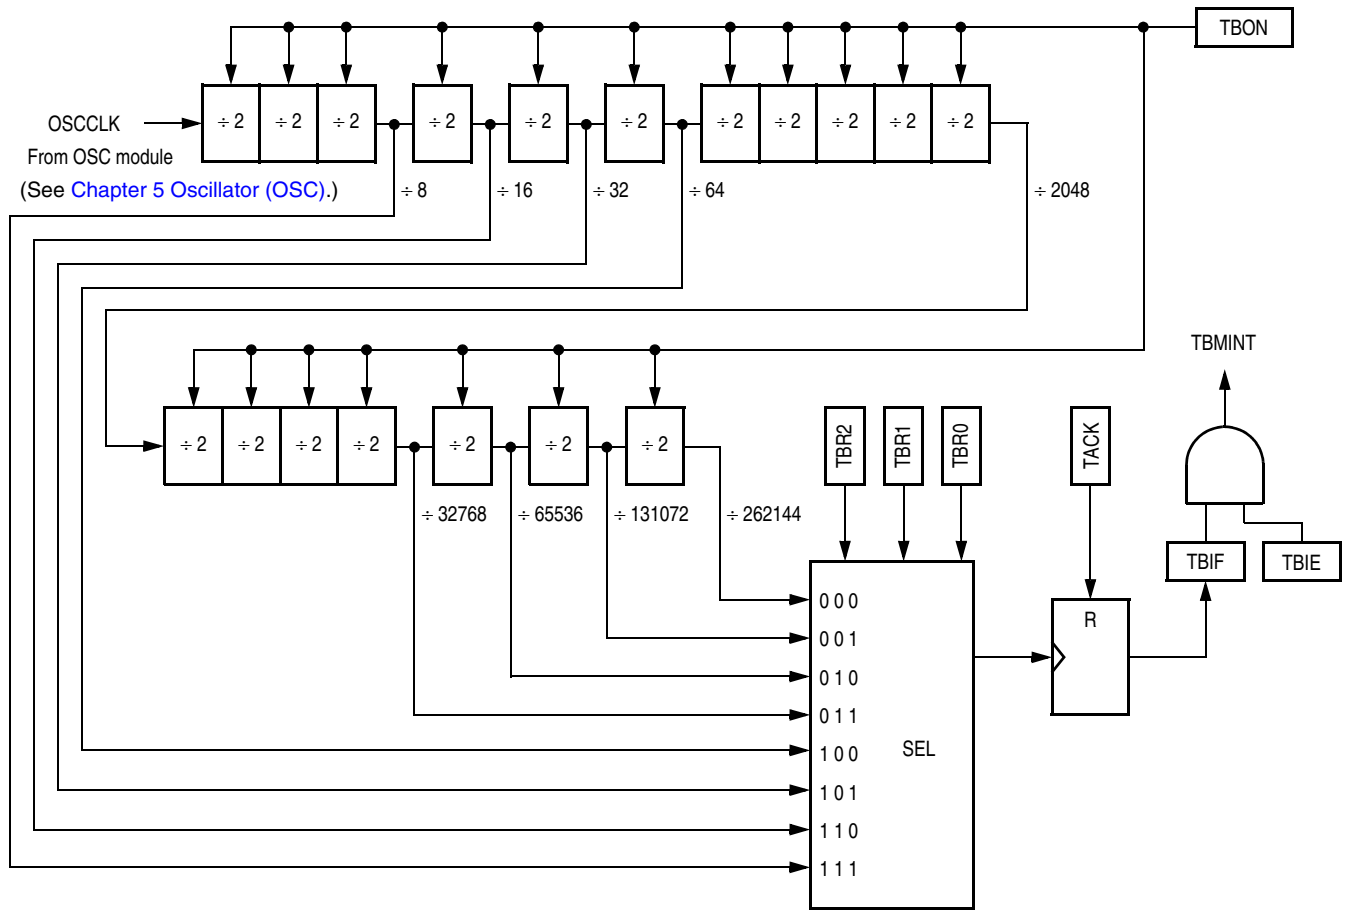 TBON
÷ 2 ÷ 2 ÷ 2 ÷ 2 ÷ 2 ÷ 2 ÷ 2 ÷ 2 ÷ 2 ÷ 2 ÷ 2
OSCCLK
From OSC module
(See Chapter 5 Oscillator (OSC).)
÷ 8 ÷ 16 ÷ 32 ÷ 64 ÷ 2048
TBMINT
÷ 2 ÷ 2 ÷ 2 ÷ 2 ÷ 2 ÷ 2 ÷ 2
TBR2 TBR1 TBR0 TACK
÷ 32768 ÷ 65536 ÷ 131072 ÷ 262144
TBIF TBIE
0 0 0
R
0 0 1
0 1 0
0 1 1
1 0 0
SEL
1 0 1
1 1 0
1 1 1